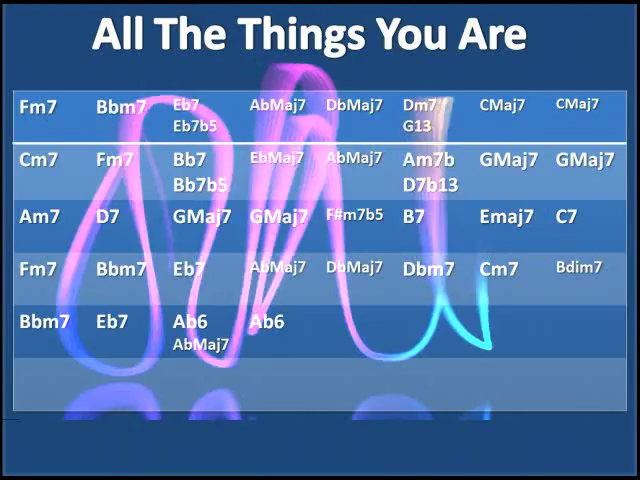 All The Things You Are
Fm7 Bbm7 Eb7 AbMaj7 DbMaj7 Dm7 CMaj7 CMaj7
Eb7b5 G13
Cm7 Fm7 Bb7 EbMaj7 AbMaj7 Am7b GMaj7 GMaj7
Bb7b5 D7b13
Am7 D7 GMaj7 GMaj7 F#m7b5 B7 Emaj7 C7
Fm7 Bbm7 Eb7 AbMaj7 DbMaj7 Dbm7 Cm7 Bdim7
Bbm7 Eb7 Ab6 Ab6
AbMaj7